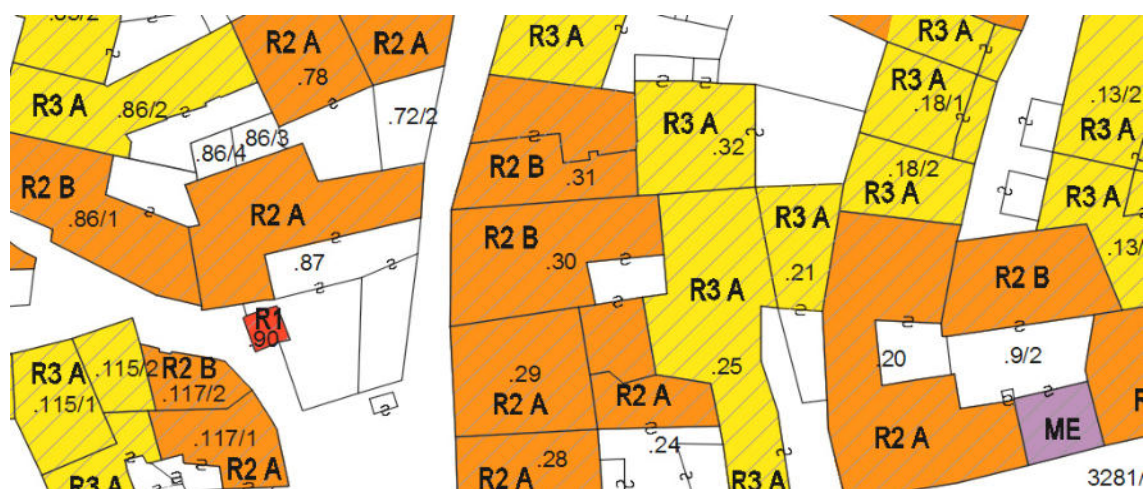 R2 A
R2 A
R3 A
R3 A
.78
R3 A
R3 A
.86/2
.72/2
.86/3
.86/4
.18/1
.13/2
R3 A
R3 A
.32
R2 B
.86/1
R2 A
R2 B
.31
.18/2
R3 A
R3 A
R3 A
.87
R2 B
.30
.21
R3 A
R2 B
.13/
R1
.90
R3 A
.115/2
.115/1
R2 B
.117/2
.29
R2 A
R2 A
.25
.20
.9/2
.117/1
R2 A
R3 A
.28
R2 A
.24
R3 A
R2 A
ME
3281/